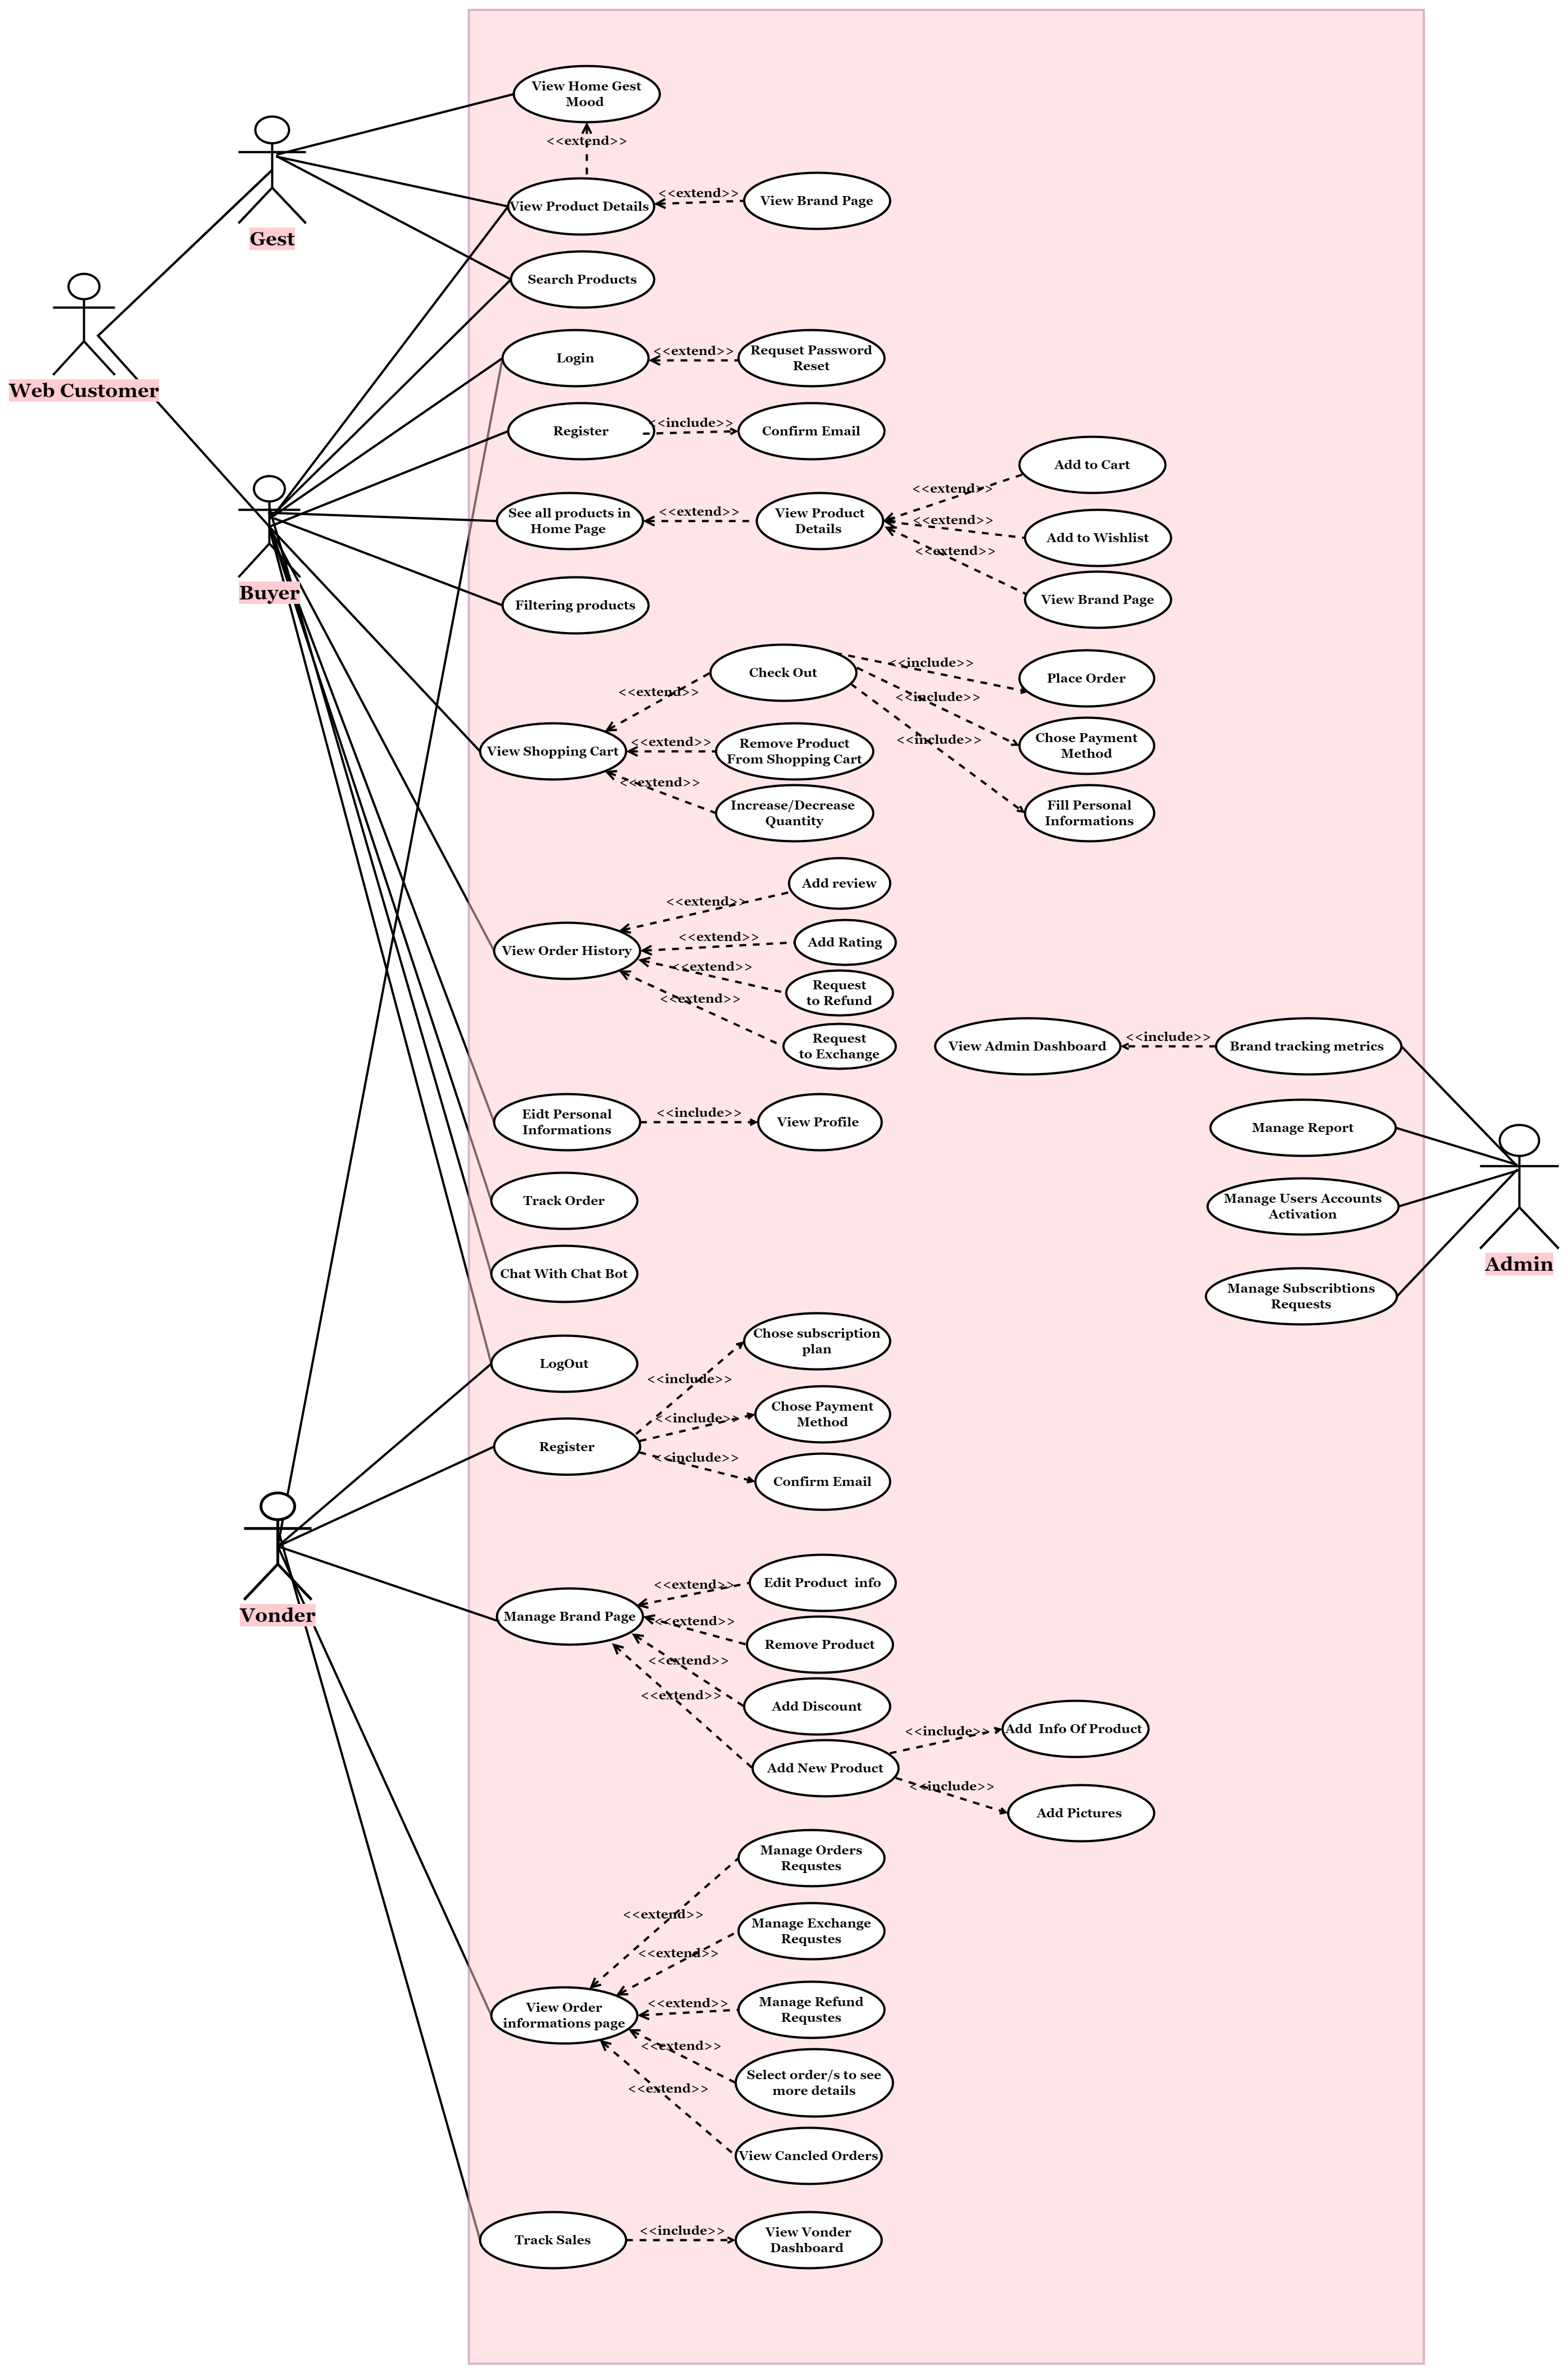 View Home Gest
Mood
<<extend>>
Gest
View Product Details
<<extend>>
View Brand Page
Search Products
Web Customer
Login
<<extend>>
Requset Password
Reset
Register
<<include>>
Confirm Email
Add to Cart
<<extend>>
See all products in
Home Page
<<extend>>
View Product
Details
<<extend>>
Add to Wishlist
<<extend>>
View Brand Page
Buyer
Filtering products
Check Out
<<include>>
Place Order
<<extend>>
<<include>>
View Shopping Cart
<<extend>>
Remove Product
From Shopping Cart
<<include>>
Chose Payment
Method
<<extend>>
Increase/Decrease
Quantity
Fill Personal
Informations
Add review
<<extend>>
<<extend>>
Add Rating
View Order History
<<extend>>
Request
to Refund
<<extend>>
Request
to Exchange
View Admin Dashboard
<<include>>
Brand tracking metrics
Eidt Personal
Informations
<<include>>
View Profile
Manage Report
Track Order
Manage Users Accounts
Activation
Admin
Chat With Chat Bot
Manage Subscribtions
Requests
Chose subscription
plan
LogOut
<<include>>
<<include>>
Chose Payment
Method
Register
<<include>>
Confirm Email
Vonder
<<extend>>
Edit Product info
Manage Brand Page
<<extend>>
Remove Product
<<extend>>
<<extend>>
Add Discount
<<include>>
Add Info Of Product
Add New Product
<<include>>
Add Pictures
Manage Orders
Requstes
<<extend>>
Manage Exchange
Requstes
<<extend>>
View Order
informations page
<<extend>>
Manage Refund
Requstes
<<extend>>
Select order/s to see
more details
<<extend>>
View Cancled Orders
Track Sales
<<include>>
View Vonder
Dashboard